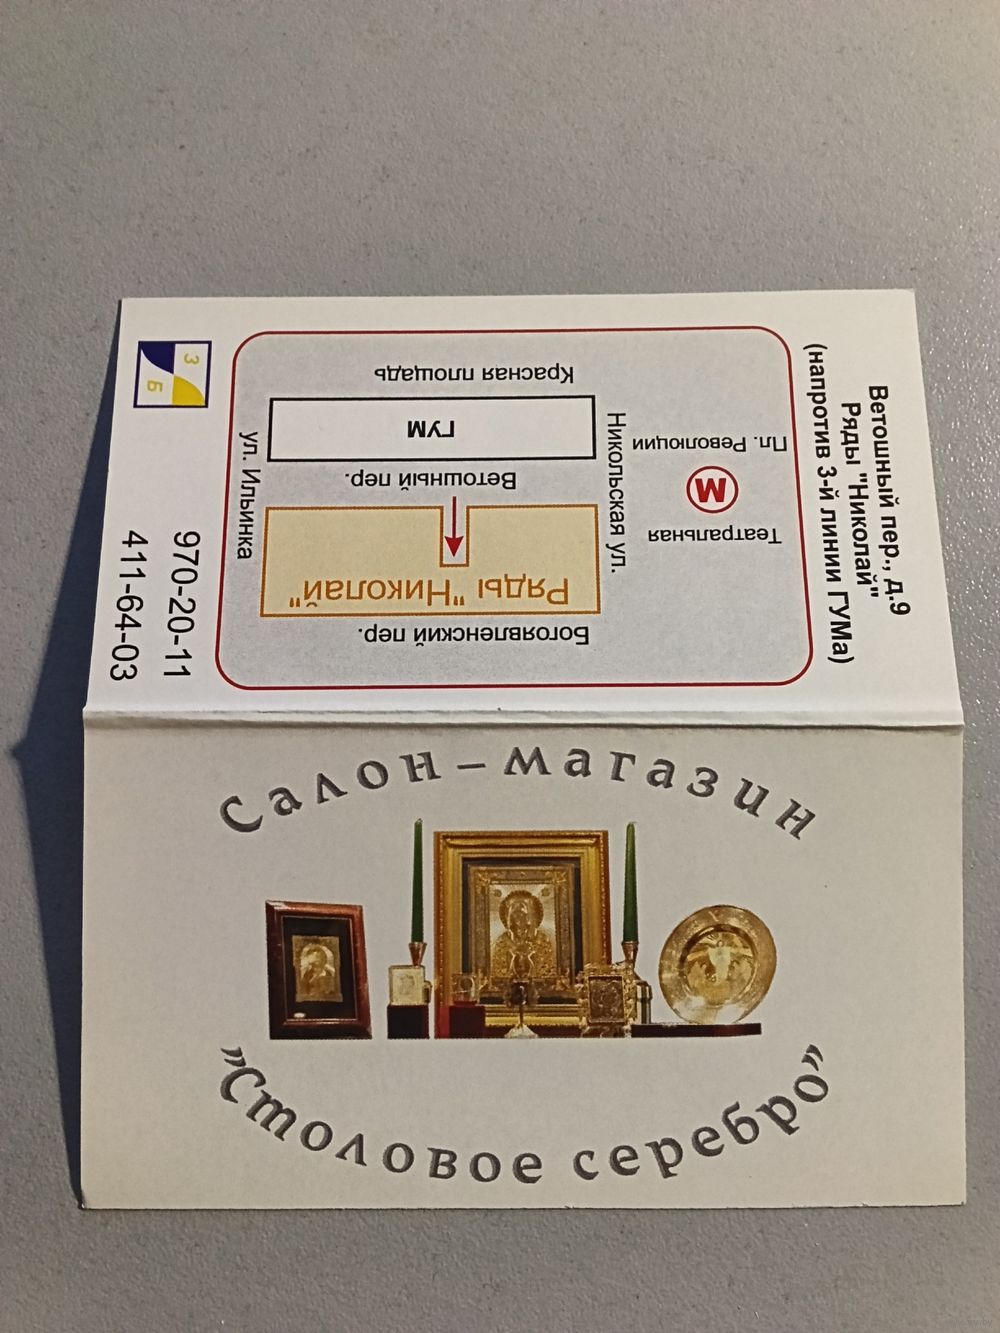 Ветошный пер., д.9
Ряды "Николай"
(напротив 3-й линии ГУМа)
Богоявленский пер.
Ряды "Николай"
Театральная
М
Пл. Революции
Никольская ул.
Ветошный пер.
ГУМ
ул. Ильинка
Красная площадь
970-20-11
411-64-03
З
Б
Салон-магазин
"Столовое серебро"